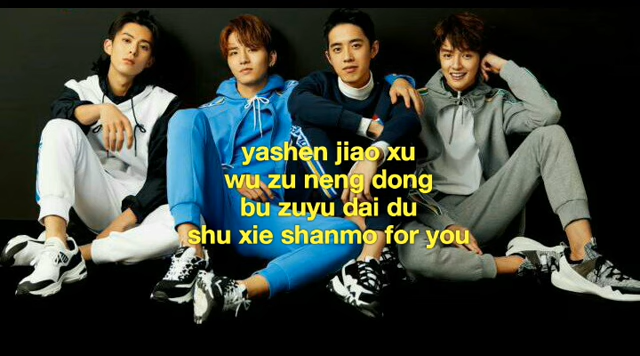 yashen jiao xu
wu zu neng dong
bu zuyu dai du
shu xie shanmo for you